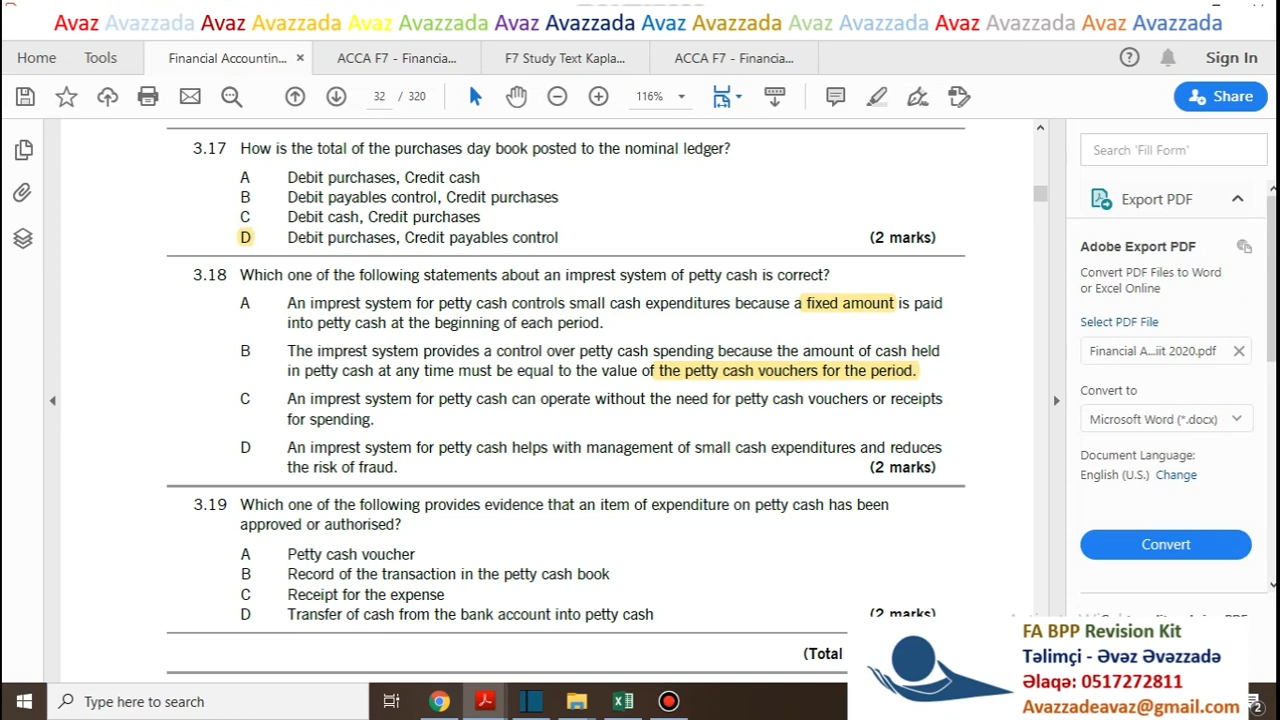 Avaz Avazzada Avaz Avazzada Avaz Avazzada Avaz Avazzada Avaz Avazzada Avaz Avazzada Avaz Avazzada Avaz Avazzada
Home Tools Financial Accountin... × ACCA F7 - Financia... F7 Study Text Kapla... ACCA F7 - Financia... Sign In
32 / 320 116% Share
3.17 How is the total of the purchases day book posted to the nominal ledger?
A Debit purchases, Credit cash
B Debit payables control, Credit purchases
C Debit cash, Credit purchases
D Debit purchases, Credit payables control (2 marks)
3.18 Which one of the following statements about an imprest system of petty cash is correct?
A An imprest system for petty cash controls small cash expenditures because a fixed amount is paid
into petty cash at the beginning of each period.
B The imprest system provides a control over petty cash spending because the amount of cash held
in petty cash at any time must be equal to the value of the petty cash vouchers for the period.
C An imprest system for petty cash can operate without the need for petty cash vouchers or receipts
for spending.
D An imprest system for petty cash helps with management of small cash expenditures and reduces
the risk of fraud. (2 marks)
3.19 Which one of the following provides evidence that an item of expenditure on petty cash has been
approved or authorised?
A Petty cash voucher
B Record of the transaction in the petty cash book
C Receipt for the expense
D Transfer of cash from the bank account into petty cash (2 marks)
(Total
Search 'Fill Form'
Export PDF
Adobe Export PDF
Convert PDF Files to Word
or Excel Online
Select PDF File
Financial A...iit 2020.pdf
Convert to
Microsoft Word (*.docx)
Document Language:
English (U.S.) Change
Convert
FA BPP Revision Kit
Təlimçi - Əvəz Əvəzzadə
Əlaqə: 0517272811
Avazzadeavaz@gmail.com
Type here to search
2